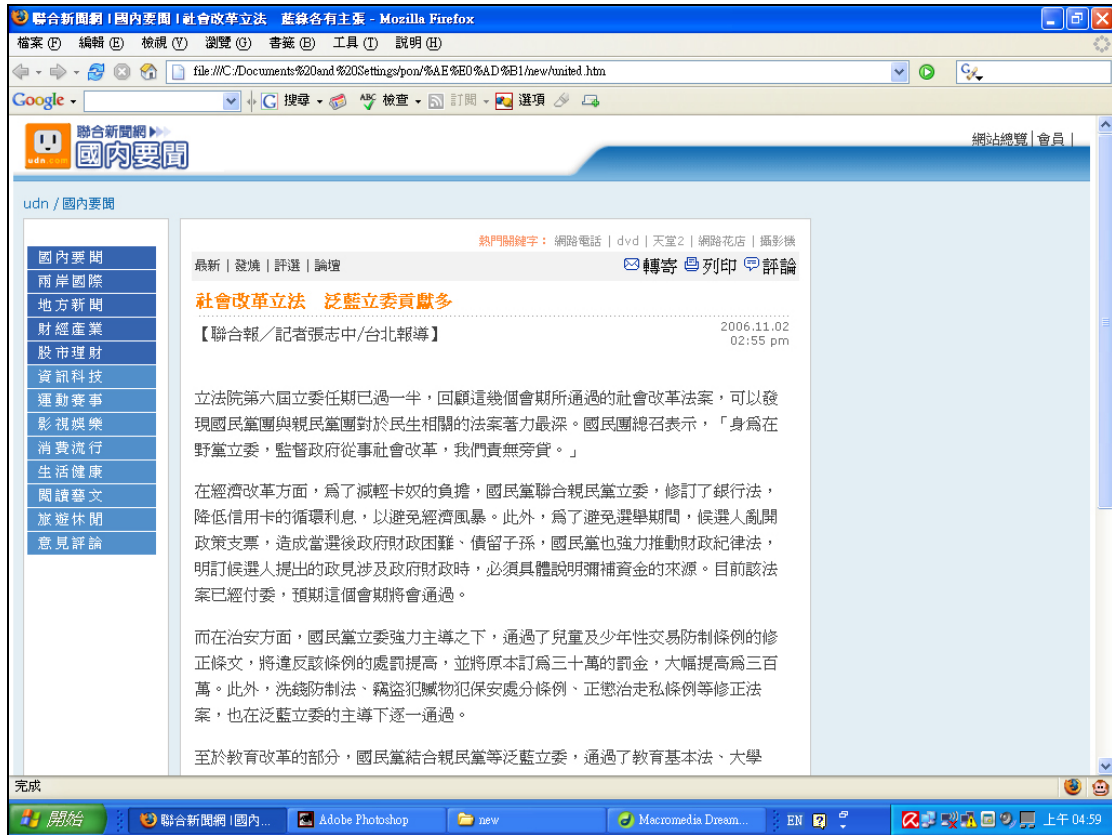 聯合新聞網 | 國內要聞 | 社會改革立法　藍綠各有主張 - Mozilla Firefox
檔案(F) 編輯(E) 檢視(V) 瀏覽(G) 書籤(B) 工具(T) 說明(H)
file:///C:/Documents%20and%20Settings/pon/%AE%E0%AD%B1/new/united.htm
Google 搜尋 檢查 訂閱 選項
聯合新聞網
udn.com 國內要聞
網站總覽 | 會員 |
udn / 國內要聞
國內要聞
兩岸國際
地方新聞
財經產業
股市理財
資訊科技
運動賽事
影視娛樂
消費流行
生活健康
閱讀藝文
旅遊休閒
意見評論
熱門關鍵字： 網路電話 | dvd | 天堂2 | 網路花店 | 攝影機
最新 | 發燒 | 評選 | 論壇 轉寄 列印 評論
社會改革立法　泛藍立委貢獻多
【聯合報／記者張志中/台北報導】 2006.11.02
02:55 pm
立法院第六屆立委任期已過一半，回顧這幾個會期所通過的社會改革法案，可以發
現國民黨團與親民黨團對於民生相關的法案著力最深。國民團總召表示，「身為在
野黨立委，監督政府從事社會改革，我們責無旁貸。」
在經濟改革方面，為了減輕卡奴的負擔，國民黨聯合親民黨立委，修訂了銀行法，
降低信用卡的循環利息，以避免經濟風暴。此外，為了避免選舉期間，候選人亂開
政策支票，造成當選後政府財政困難、債留子孫，國民黨也強力推動財政紀律法，
明訂候選人提出的政見涉及政府財政時，必須具體說明彌補資金的來源。目前該法
案已經付委，預期這個會期將會通過。
而在治安方面，國民黨立委強力主導之下，通過了兒童及少年性交易防制條例的修
正條文，將違反該條例的處罰提高，並將原本訂為三十萬的罰金，大幅提高為三百
萬。此外，洗錢防制法、竊盜犯贓物犯保安處分條例、正懲治走私條例等修正法
案，也在泛藍立委的主導下逐一通過。
至於教育改革的部分，國民黨結合親民黨等泛藍立委，通過了教育基本法、大學
完成
開始 聯合新聞網 | 國內... Adobe Photoshop new Macromedia Dream... EN 上午 04:59